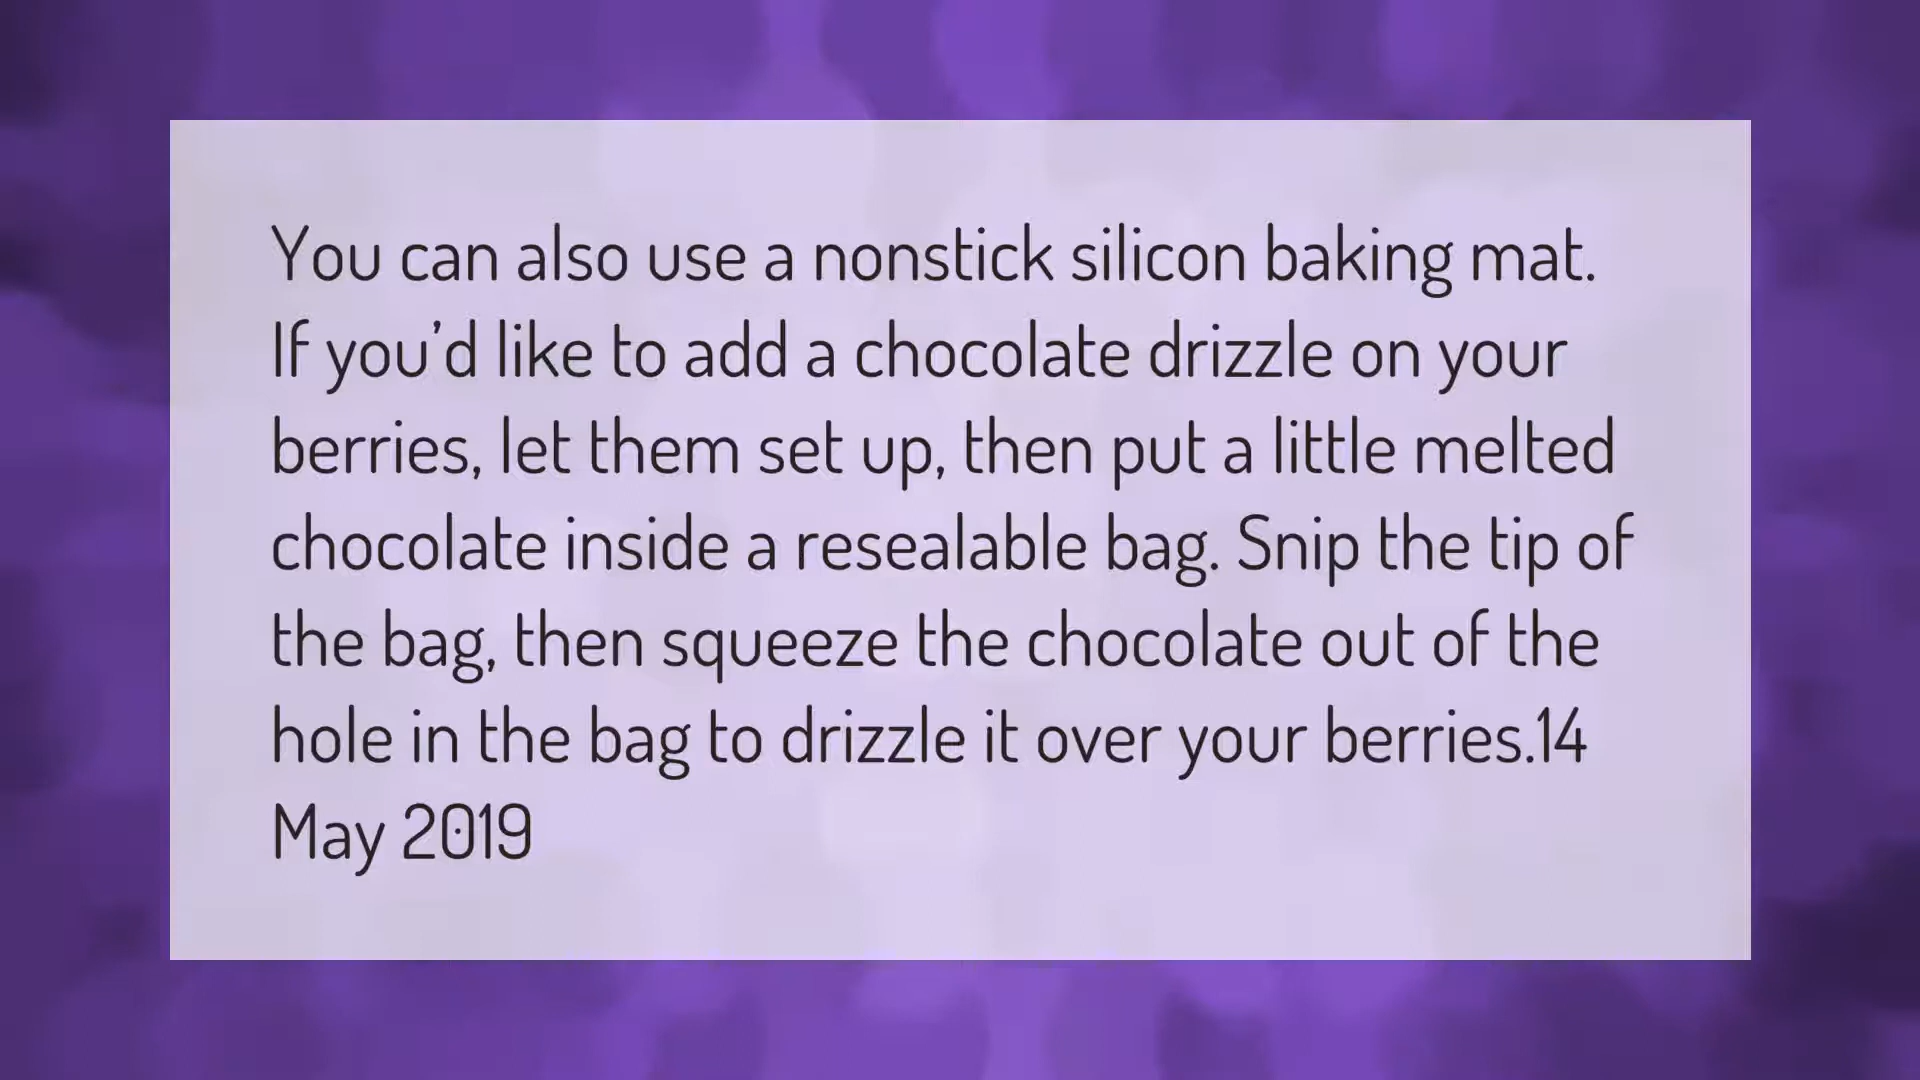 You can also use a nonstick silicon baking mat.
If you’d like to add a chocolate drizzle on your
berries, let them set up, then put a little melted
chocolate inside a resealable bag. Snip the tip of
the bag, then squeeze the chocolate out of the
hole in the bag to drizzle it over your berries.14
May 2019